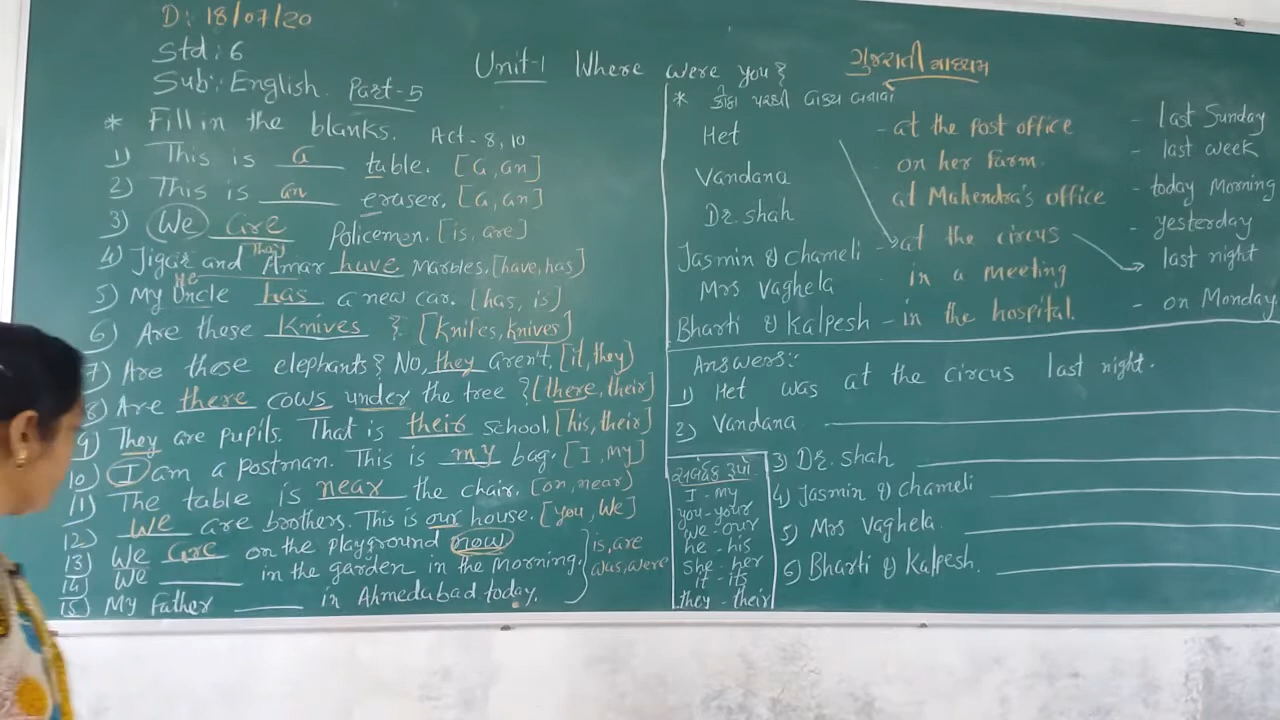 D: 18/07/20
Std: 6
Sub: English. Part-5
Unit-1 Where were you?
ગુજરાતી માધ્યમ
* Fill in the blanks. Act-8, 10
1) This is a table. [a, an]
2) This is an eraser. [a, an]
3) We are Policemen. [is, are]
They
4) Jigar and Amar have Marbles. [have, has]
He
5) My Uncle has a new car. [has, is]
6) Are these knives ? [knifes, knives]
7) Are those elephants? No, they aren't. [it, they]
8) Are there cows under the tree ? [there, their]
9) They are pupils. That is their school. [his, their]
10) I am a postman. This is my bag. [I, my]
11) The table is near the chair. [on, near]
12) We are brothers. This is our house. [you, We]
13) We are on the playground now
14) We ____ in the garden in the morning.
15) My Father ____ in Ahmedabad today.
is, are
was, were
* કોઠા પરથી વાક્ય બનાવો
Het - at the post office - last Sunday
Vandana - on her farm. - last week
Dr. shah - at Mahendra's office - today Morning
Jasmin & Chameli - at the circus - yesterday
Mrs Vaghela in a meeting last night
Bharti & Kalpesh - in the hospital. - on Monday
Answers:-
1) Het was at the circus last night.
2) Vandana ____
3) Dr. shah ____
4) Jasmin & Chameli ____
5) Mrs Vaghela ____
6) Bharti & Kalpesh. ____
I - my
you - your
we - our
he - his
she - her
it - its
they - their